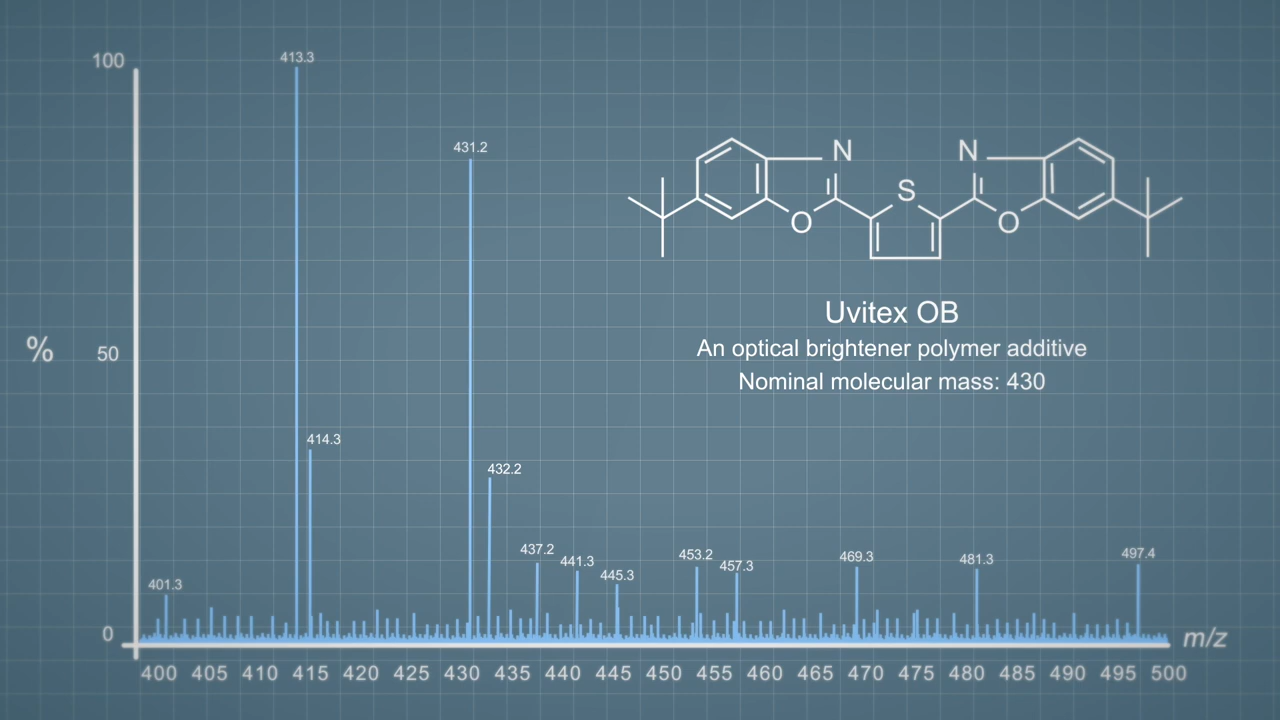 100
413.3
431.2
N
N
S
O
O
Uvitex OB
An optical brightener polymer additive
Nominal molecular mass: 430
%
50
414.3
432.2
437.2
441.3
445.3
453.2
457.3
469.3
481.3
497.4
401.3
0
m/z
400 405 410 415 420 425 430 435 440 445 450 455 460 465 470 475 480 485 490 495 500